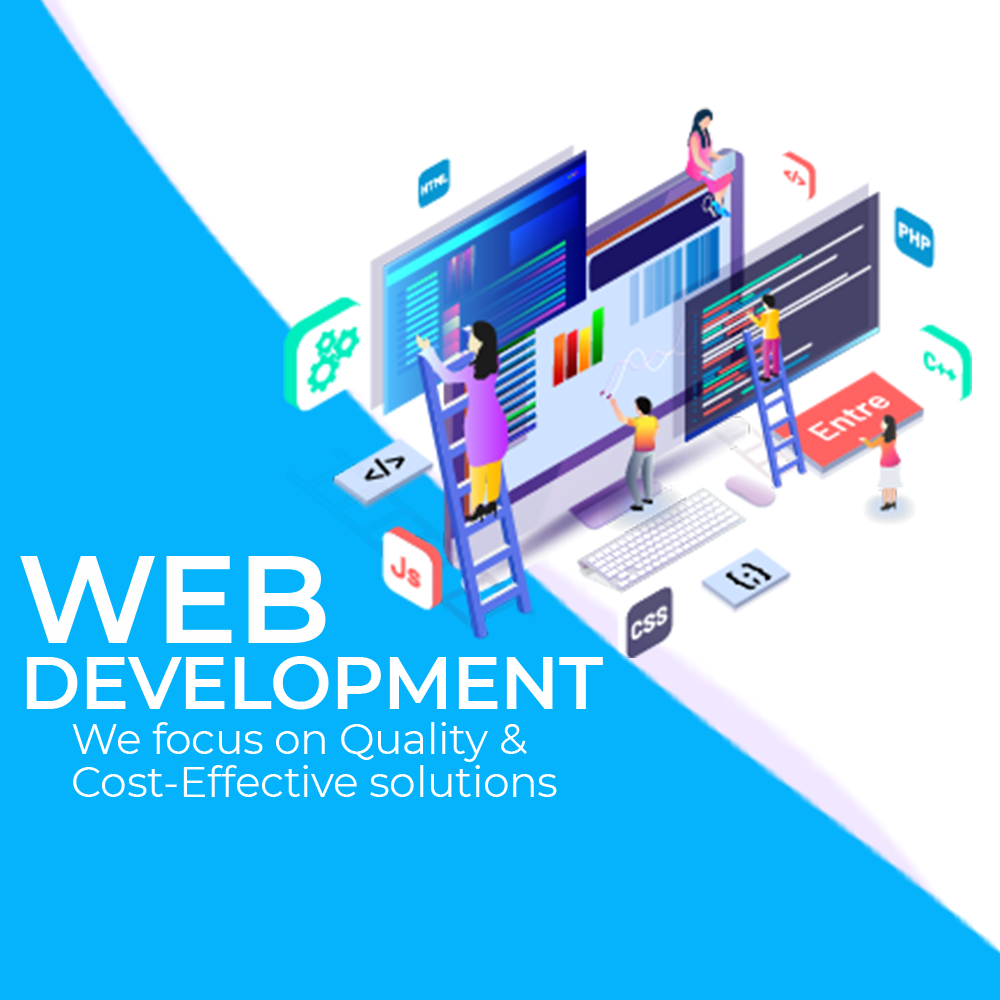 HTML
</>
PHP
C++
Entre
</>
Js
{;}
CSS
WEB
DEVELOPMENT
We focus on Quality &
Cost-Effective solutions